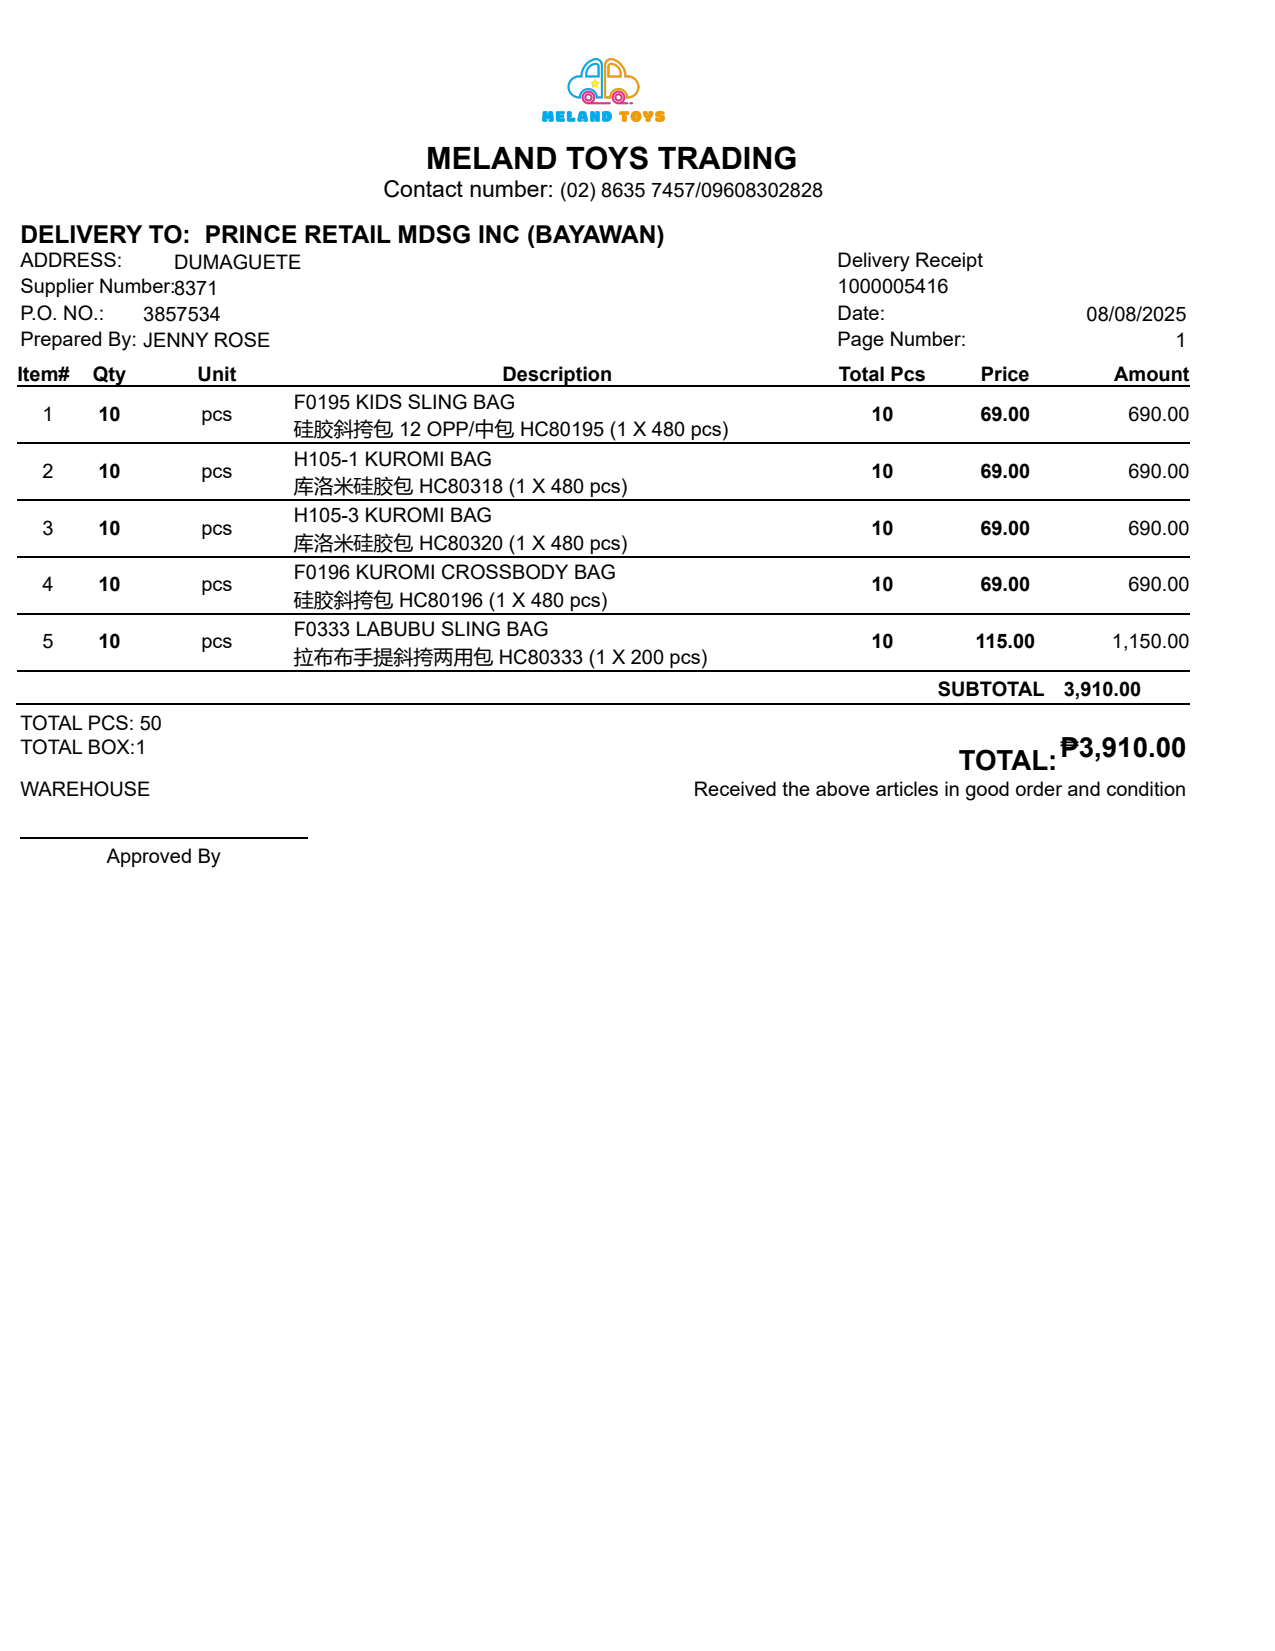 MELAND TOYS
MELAND TOYS TRADING
Contact number: (02) 8635 7457/09608302828
DELIVERY TO: PRINCE RETAIL MDSG INC (BAYAWAN)
ADDRESS: DUMAGUETE
Delivery Receipt
Supplier Number:8371
1000005416
P.O. NO.: 3857534
Date: 08/08/2025
Prepared By: JENNY ROSE
Page Number: 1
Item# Qty Unit Description Total Pcs Price Amount
1 10 pcs F0195 KIDS SLING BAG 10 69.00 690.00
硅胶斜挎包 12 OPP/中包 HC80195 (1 X 480 pcs)
2 10 pcs H105-1 KUROMI BAG 10 69.00 690.00
库洛米硅胶包 HC80318 (1 X 480 pcs)
3 10 pcs H105-3 KUROMI BAG 10 69.00 690.00
库洛米硅胶包 HC80320 (1 X 480 pcs)
4 10 pcs F0196 KUROMI CROSSBODY BAG 10 69.00 690.00
硅胶斜挎包 HC80196 (1 X 480 pcs)
5 10 pcs F0333 LABUBU SLING BAG 10 115.00 1,150.00
拉布布手提斜挎两用包 HC80333 (1 X 200 pcs)
SUBTOTAL 3,910.00
TOTAL PCS: 50
TOTAL BOX:1
TOTAL: ₱3,910.00
WAREHOUSE
Received the above articles in good order and condition
Approved By